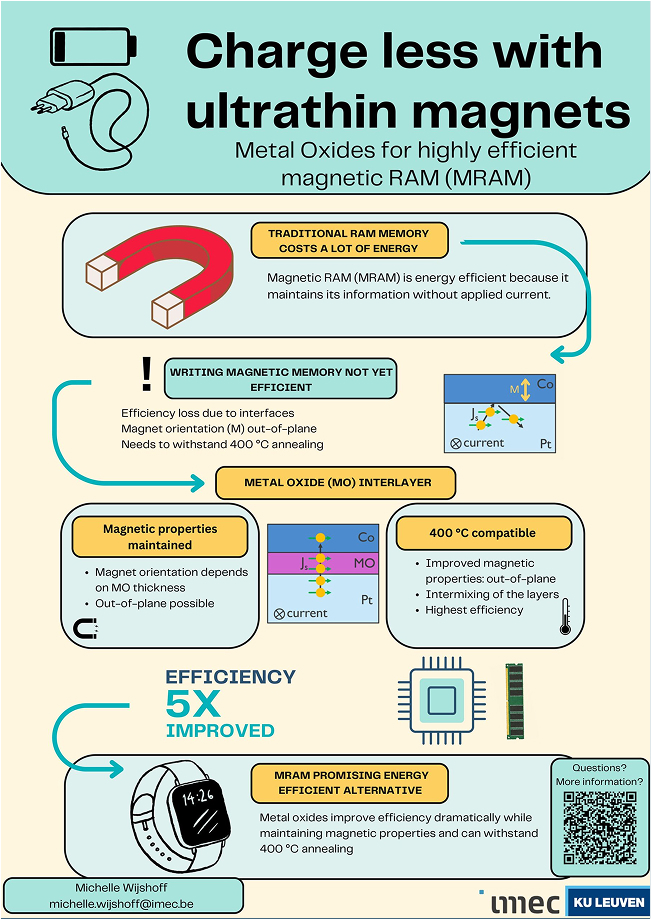 Charge less with
ultrathin magnets
Metal Oxides for highly efficient
magnetic RAM (MRAM)
TRADITIONAL RAM MEMORY
COSTS A LOT OF ENERGY
Magnetic RAM (MRAM) is energy efficient because it
maintains its information without applied current.
!
WRITING MAGNETIC MEMORY NOT YET
EFFICIENT
Efficiency loss due to interfaces
Magnet orientation (M) out-of-plane
Needs to withstand 400 °C annealing
M Co
Js
current Pt
METAL OXIDE (MO) INTERLAYER
Magnetic properties
maintained
• Magnet orientation depends
on MO thickness
• Out-of-plane possible
Co
Js MO
Pt
current
400 °C compatible
• Improved magnetic
properties: out-of-plane
• Intermixing of the layers
• Highest efficiency
EFFICIENCY
5X
IMPROVED
14:26
MRAM PROMISING ENERGY
EFFICIENT ALTERNATIVE
Metal oxides improve efficiency dramatically while
maintaining magnetic properties and can withstand
400 °C annealing
Questions?
More information?
Michelle Wijshoff
michelle.wijshoff@imec.be
imec
KU LEUVEN